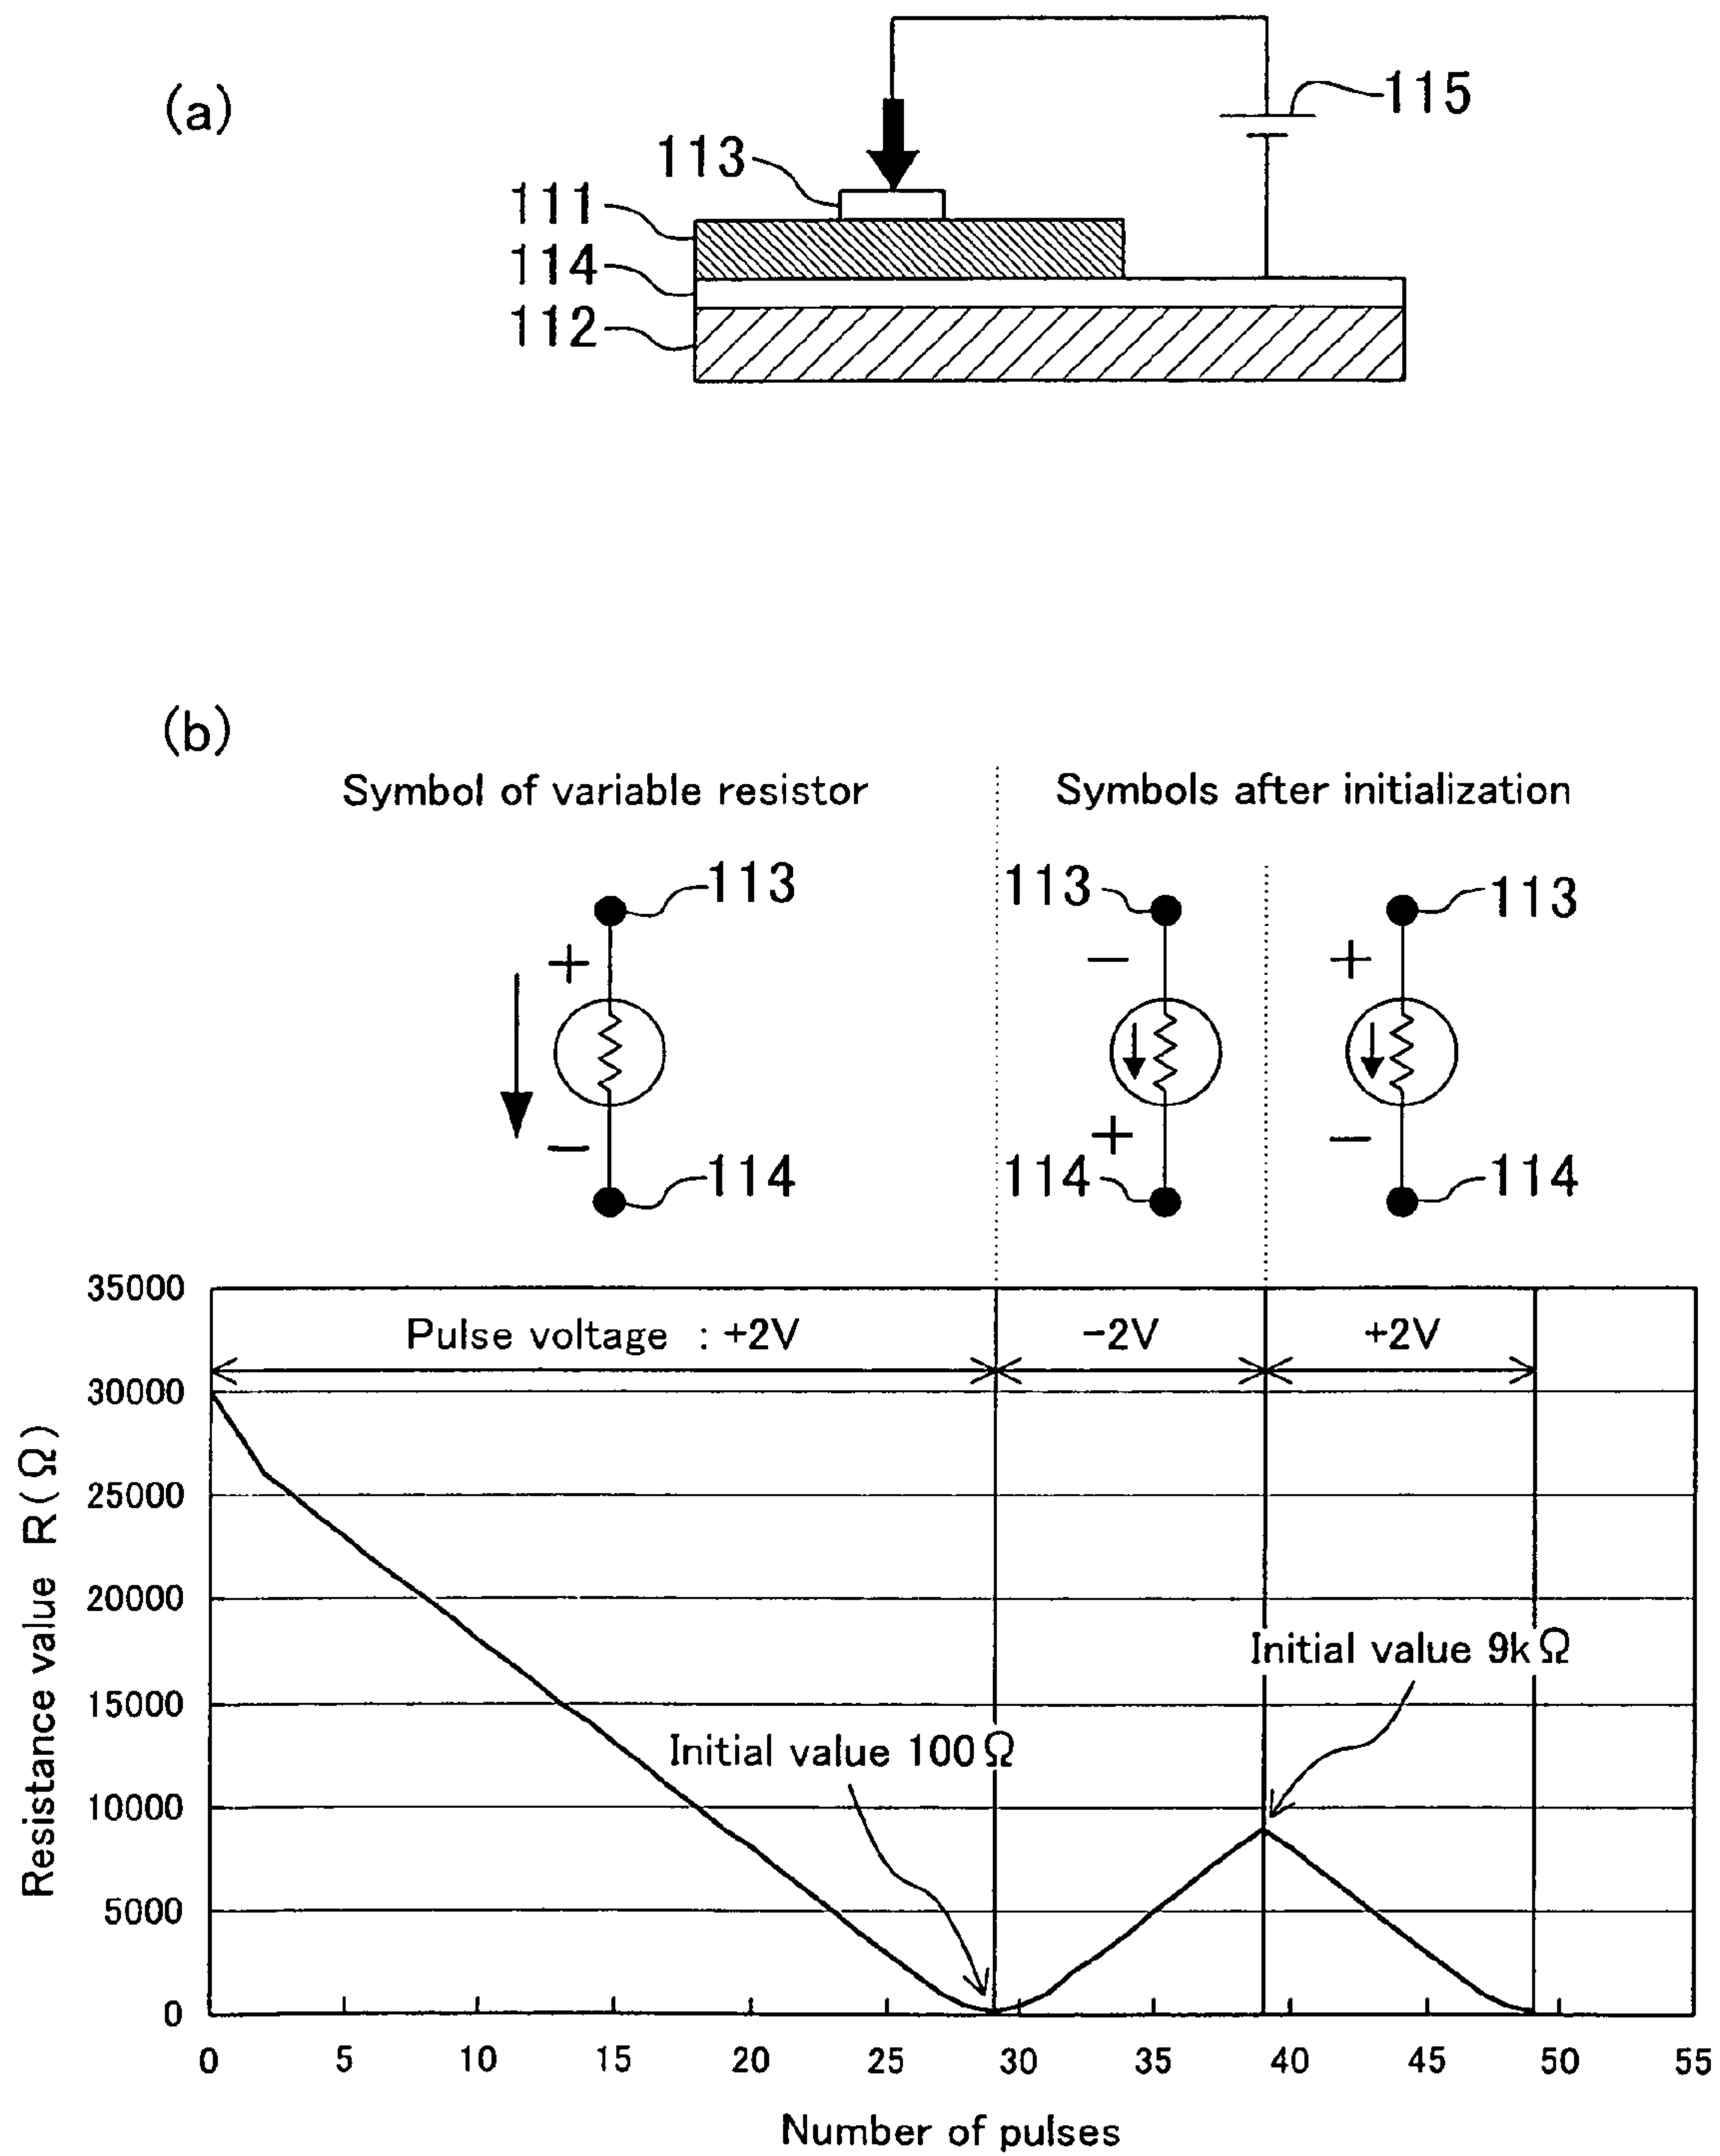 (a)
115
113
111
114
112
(b)
Symbol of variable resistor
Symbols after initialization
113
113
113
+
−
+
−
+
−
114
114
114
35000
Pulse voltage : +2V
−2V
+2V
30000
25000
20000
15000
10000
5000
0
Resistance value R(Ω)
Initial value 9kΩ
Initial value 100Ω
0 5 10 15 20 25 30 35 40 45 50 55
Number of pulses